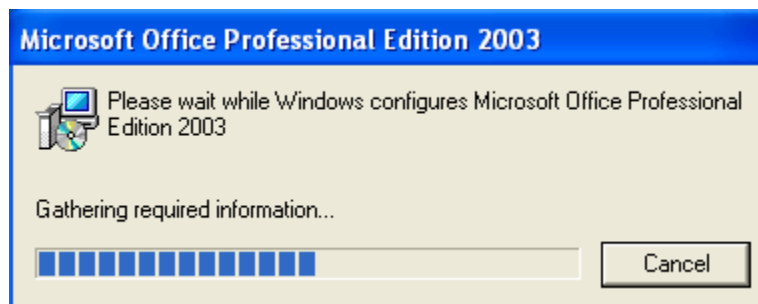 Microsoft Office Professional Edition 2003
Please wait while Windows configures Microsoft Office Professional
Edition 2003
Gathering required information...
Cancel